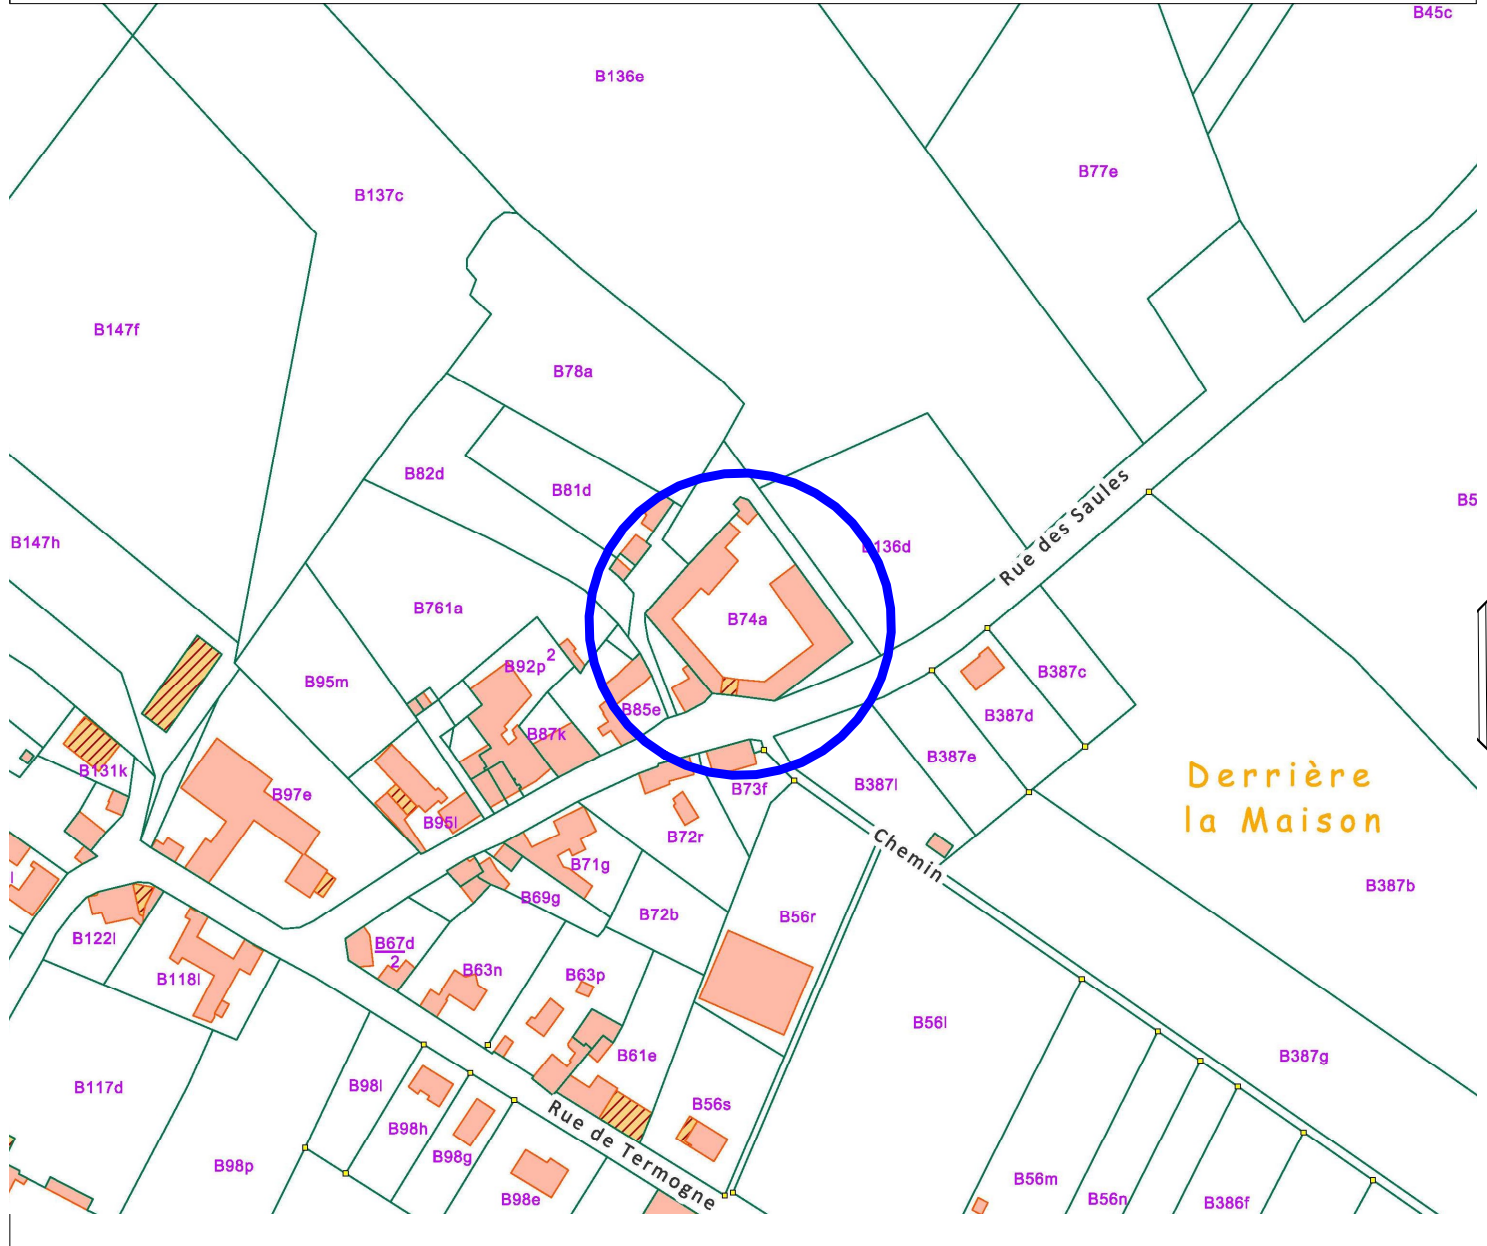 B45c
B136e
B77e
B137c
B147f
B78a
B82d
B81d
B5
B147h
B136d
Rue des Saules
B761a
B74a
B92p
2
B95m
B387c
B85e
B387d
B87k
B387e
B131k
Derrière
la Maison
B97e
B73f
B387l
B95l
B72r
Chemin
B71g
B387b
l
B69g
B72b
B56r
B122l
B67d
2
B118l
B63n
B63p
B56l
B61e
B387g
B117d
B98l
B56s
B98h
Rue de Termogne
B98g
B98p
B98e
B56m
B56n
B386f